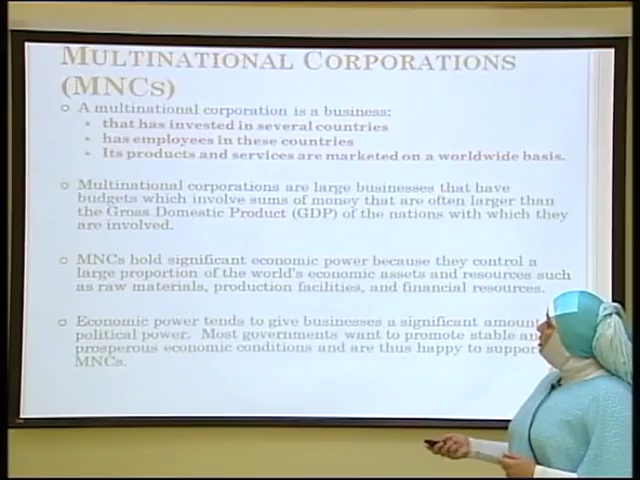 MULTINATIONAL CORPORATIONS
(MNCS)
A multinational corporation is a business:
that has invested in several countries
has employees in these countries
Its products and services are marketed on a worldwide basis.
Multinational corporations are large businesses that have
budgets which involve sums of money that are often larger than
the Gross Domestic Product (GDP) of the nations with which they
are involved.
MNCs hold significant economic power because they control a
large proportion of the world's economic assets and resources such
as raw materials, production facilities, and financial resources.
Economic power tends to give businesses a significant amount
political power. Most governments want to promote stable an
prosperous economic conditions and are thus happy to suppor
MNCs.